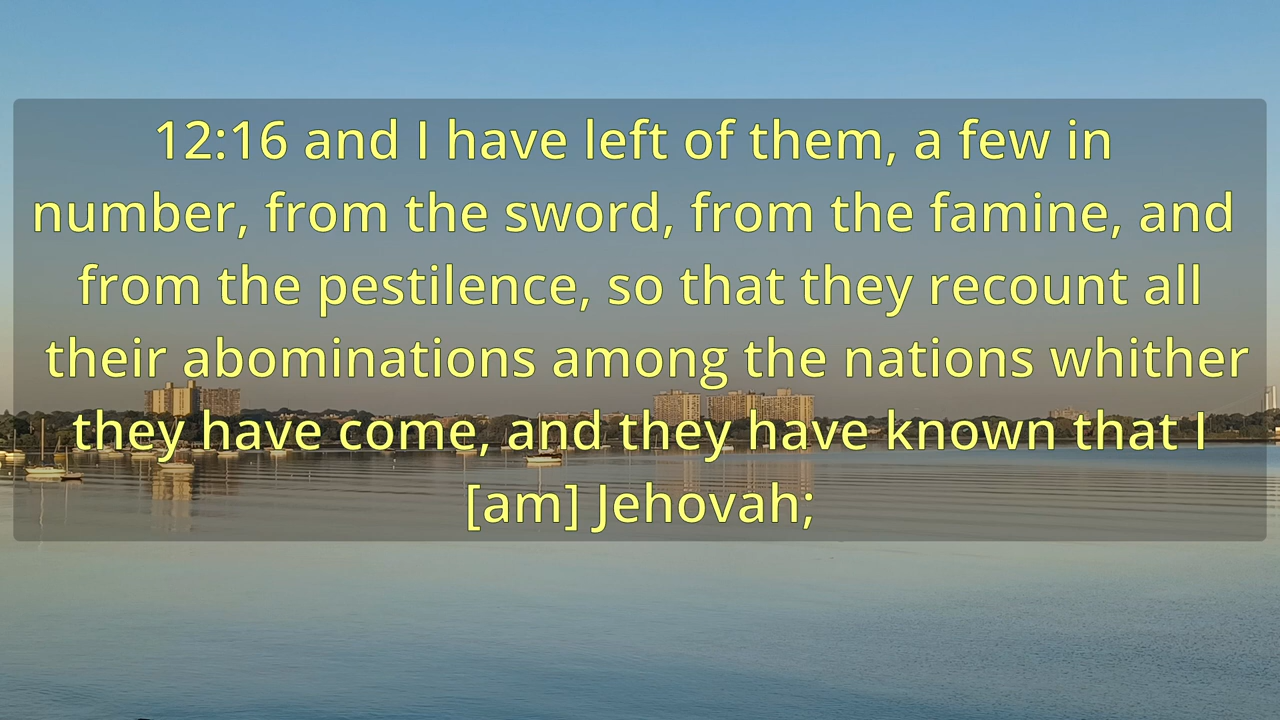 12:16 and I have left of them, a few in
number, from the sword, from the famine, and
from the pestilence, so that they recount all
their abominations among the nations whither
they have come, and they have known that I
[am] Jehovah;